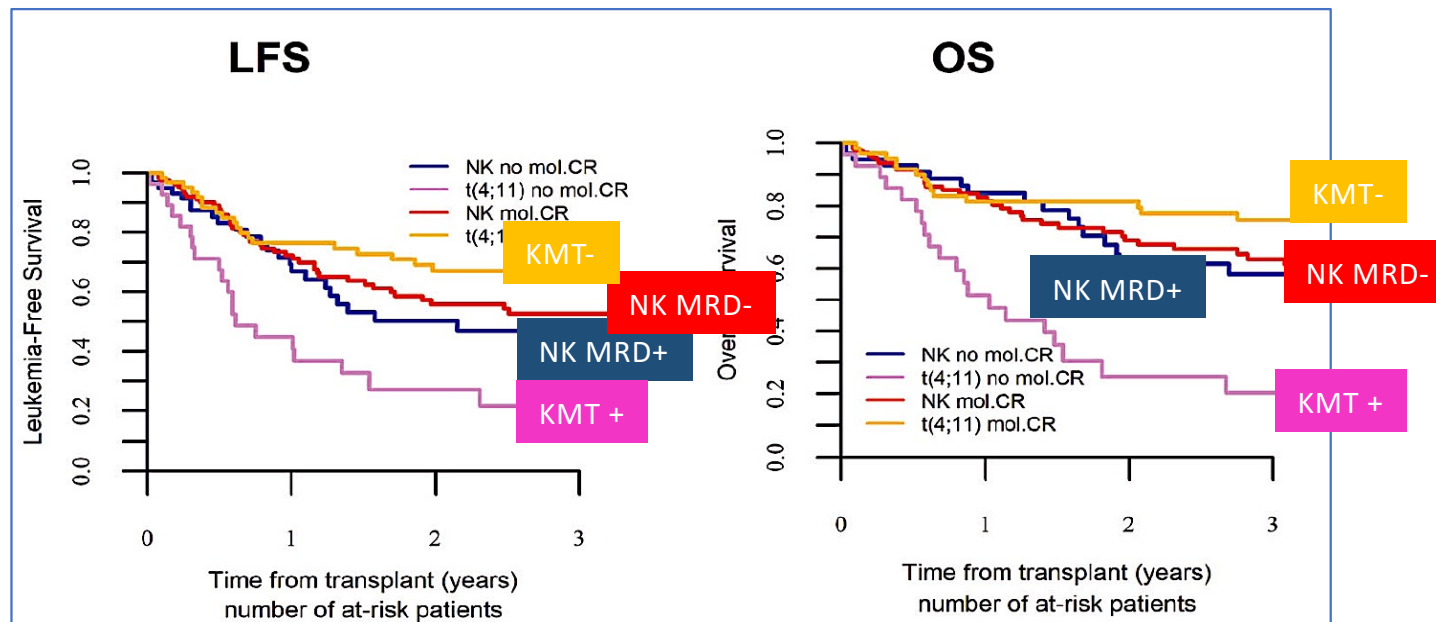 LFS
NK no mol.CR
t(4;11) no mol.CR
NK mol.CR
t(4;1
KMT-
NK MRD-
NK MRD+
KMT +
1.0
0.8
0.6
0.4
0.2
0.0
Leukemia-Free Survival
0 1 2 3
Time from transplant (years)
number of at-risk patients
OS
KMT-
NK MRD-
NK MRD+
KMT +
NK no mol.CR
t(4;11) no mol.CR
NK mol.CR
t(4;11) mol.CR
1.0
0.8
0.6
0.4
0.2
0.0
0 1 2 3
Time from transplant (years)
number of at-risk patients